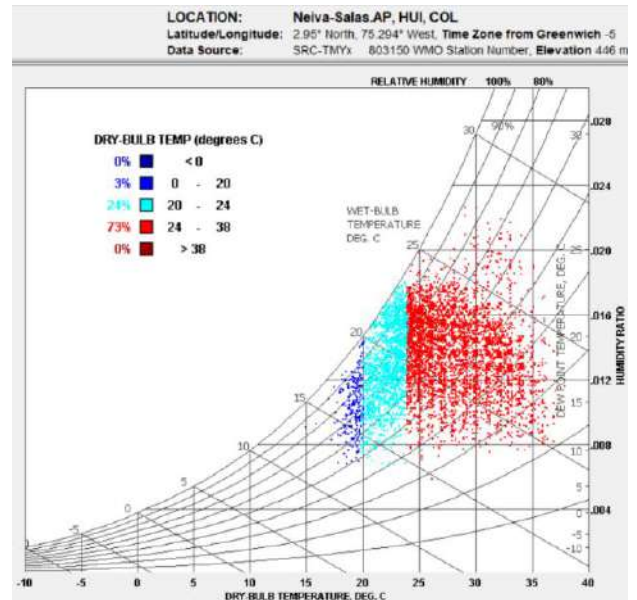 LOCATION: Neiva-Salas.AP, HUI, COL
Latitude/Longitude: 2.95° North, 75.294° West, Time Zone from Greenwich -5
Data Source: SRC-TMYx 803150 WMO Station Number, Elevation 446 m
RELATIVE HUMIDITY 100% 80%
DRY-BULB TEMP (degrees C)
0% < 0
3% 0 - 20
24% 20 - 24
73% 24 - 38
0% > 38
WET-BULB
TEMPERATURE
DEG. C
90%
30
32
25
20
15
10
5
0
-5
DEW POINT TEMPERATURE, DEG. C
20
15
10
5
0
-5
-10
.028
.024
.020
.016
.012
.008
.004
HUMIDITY RATIO
-10 -5 0 5 10 15 20 25 30 35 40
DRY-BULB TEMPERATURE, DEG. C